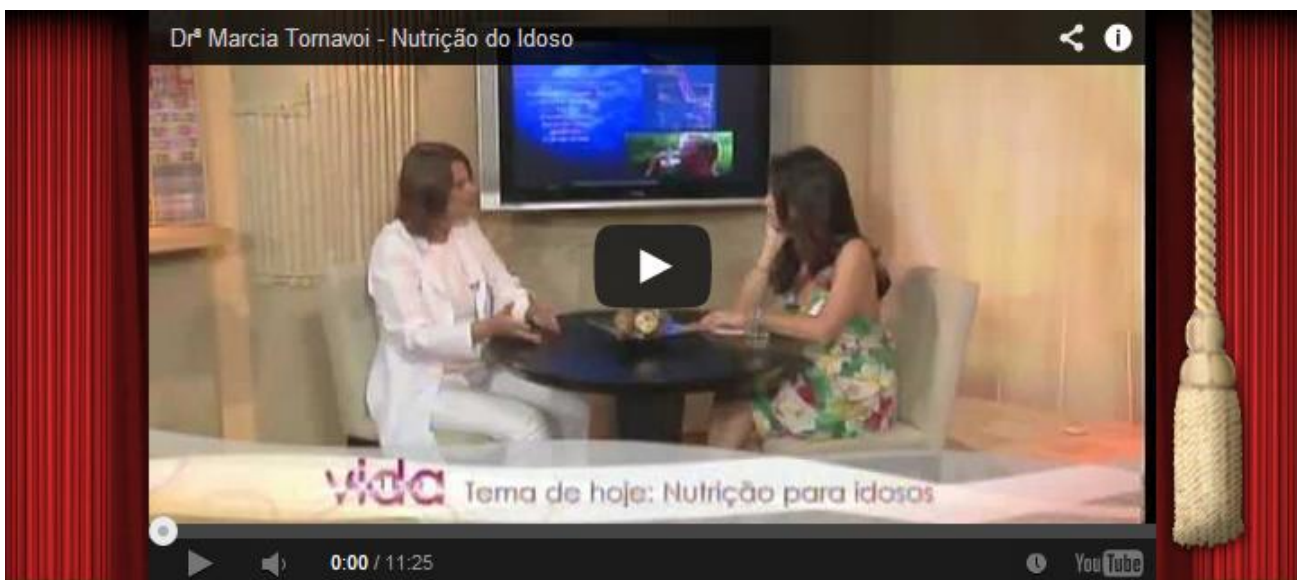 Drª Marcia Tornavoi - Nutrição do Idoso
vida Tema de hoje: Nutrição para idosos
0:00 / 11:25
YouTube